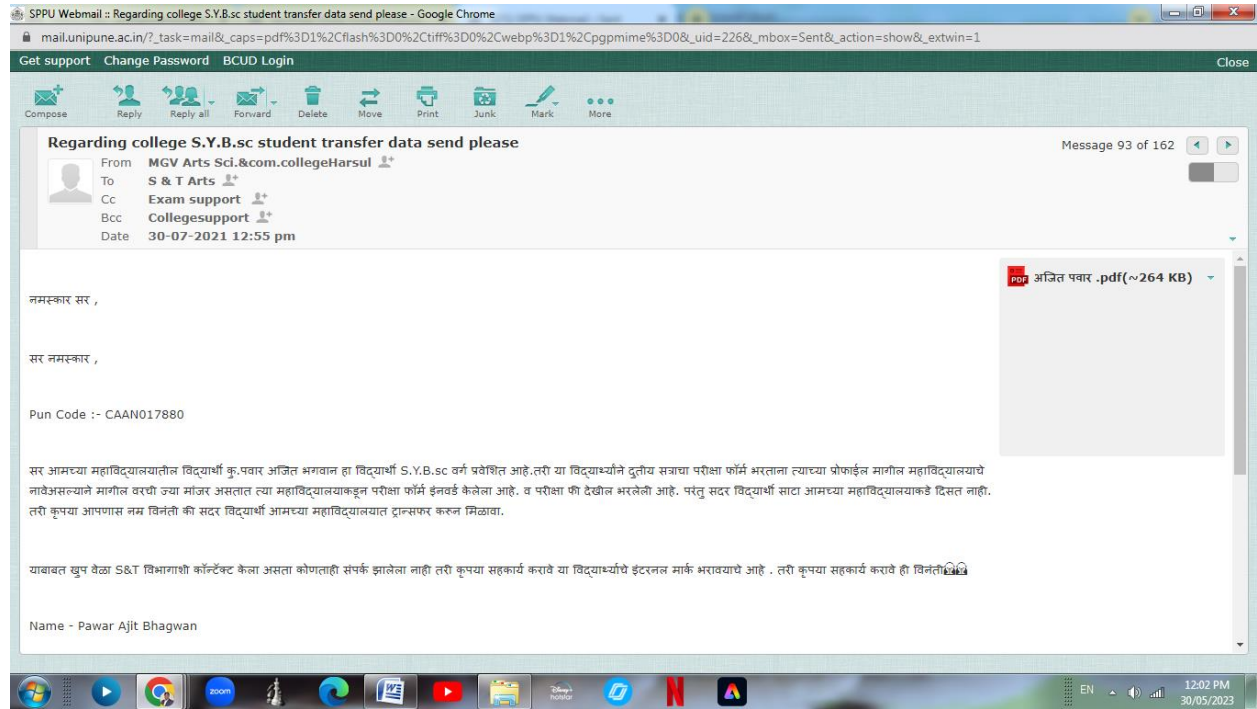 SPPU Webmail :: Regarding college S.Y.B.sc student transfer data send please - Google Chrome
mail.unipune.ac.in/?_task=mail&_caps=pdf%3D1%2Cflash%3D0%2Ctiff%3D0%2Cwebp%3D1%2Cpgpmime%3D0&_uid=226&_mbox=Sent&_action=show&_extwin=1
Get support Change Password BCUD Login Close
Compose Reply Reply all Forward Delete Move Print Junk Mark More
Regarding college S.Y.B.sc student transfer data send please Message 93 of 162
From MGV Arts Sci.&com.collegeHarsul
To S & T Arts
Cc Exam support
Bcc Collegesupport
Date 30-07-2021 12:55 pm
PDF अजित पवार .pdf(~264 KB)
नमस्कार सर ,
सर नमस्कार ,
Pun Code :- CAAN017880
सर आमच्या महाविद्यालयातील विद्यार्थी कु.पवार अजित भगवान हा विद्यार्थी S.Y.B.sc वर्ग प्रवेशित आहे.तरी या विद्यार्थ्याने दुतीय सत्राचा परीक्षा फॉर्म भरताना त्याच्या प्रोफाईल मागील महाविद्यालयाचे
नावेअसल्याने मागील वरची ज्या मांजर असतात त्या महाविद्यालयाकडून परीक्षा फॉर्म इंनवर्ड केलेला आहे. व परीक्षा फी देखील भरलेली आहे. परंतु सदर विद्यार्थी साटा आमच्या महाविद्यालयाकडे दिसत नाही.
तरी कृपया आपणास नम्र विनंती की सदर विद्यार्थी आमच्या महाविद्यालयात ट्रान्सफर करुन मिळावा.
याबाबत खुप वेळा S&T विभागाशी कॉन्टॅक्ट केला असता कोणताही संपर्क झालेला नाही तरी कृपया सहकार्य करावे या विद्यार्थ्याचे इंटरनल मार्क भरावयाचे आहे . तरी कृपया सहकार्य करावे ही विनंती
Name - Pawar Ajit Bhagwan
zoom Disney+ hotstar N EN 12:02 PM
30/05/2023